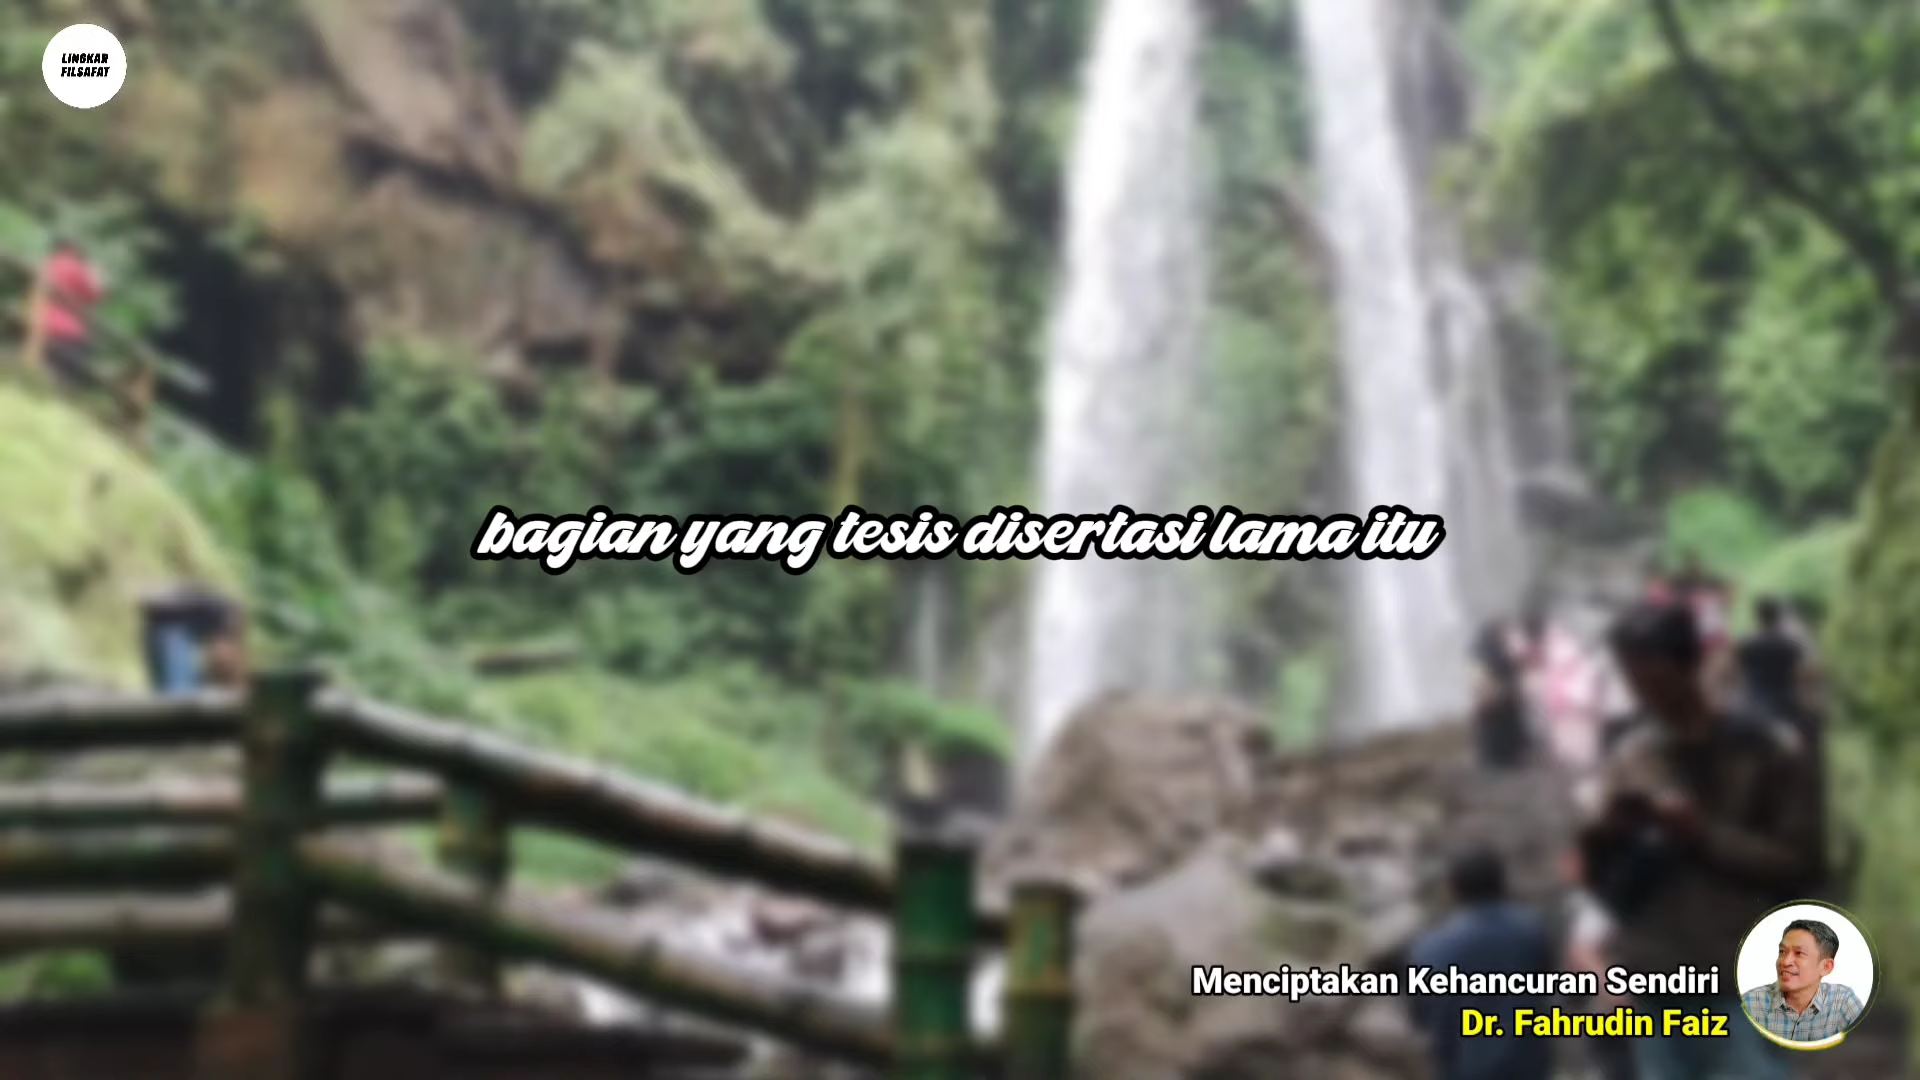 LINGKAR
FILSAFAT
bagian yang tesis disertasi lama itu
Menciptakan Kehancuran Sendiri
Dr. Fahrudin Faiz